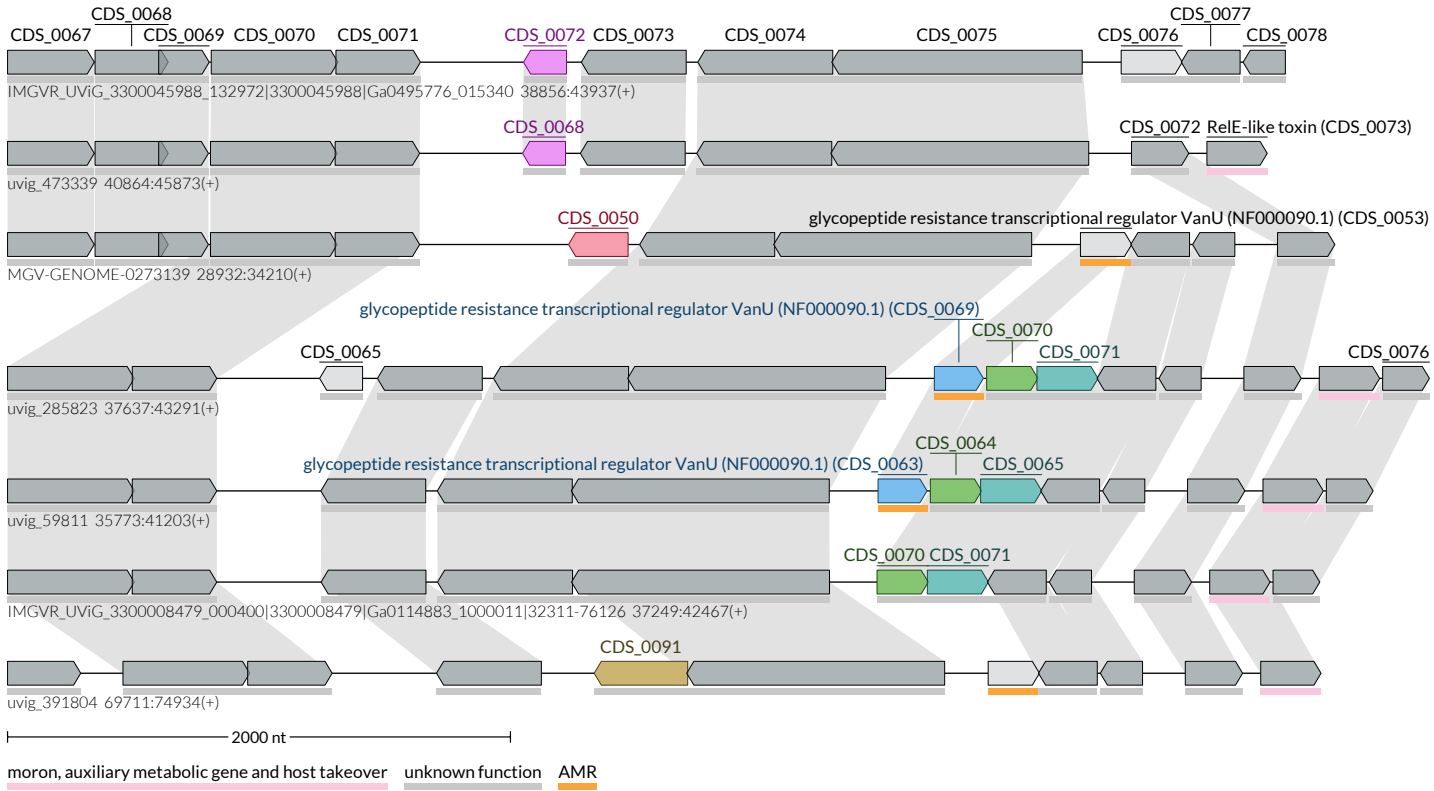 CDS_0068 CDS_0077
CDS_0067 CDS_0069 CDS_0070 CDS_0071 CDS_0072 CDS_0073 CDS_0074 CDS_0075 CDS_0076 CDS_0078
IMGVR_UViG_3300045988_132972|3300045988|Ga0495776_015340 38856:43937(+)
CDS_0068 CDS_0072 RelE-like toxin (CDS_0073)
uvig_473339 40864:45873(+)
CDS_0050 glycopeptide resistance transcriptional regulator VanU (NF000090.1) (CDS_0053)
MGV-GENOME-0273139 28932:34210(+)
glycopeptide resistance transcriptional regulator VanU (NF000090.1) (CDS_0069)
CDS_0070
CDS_0065 CDS_0071 CDS_0076
uvig_285823 37637:43291(+)
CDS_0064
glycopeptide resistance transcriptional regulator VanU (NF000090.1) (CDS_0063) CDS_0065
uvig_59811 35773:41203(+)
CDS_0070 CDS_0071
IMGVR_UViG_3300008479_000400|3300008479|Ga0114883_1000011|32311-76126 37249:42467(+)
CDS_0091
uvig_391804 69711:74934(+)
2000 nt
moron, auxiliary metabolic gene and host takeover unknown function AMR